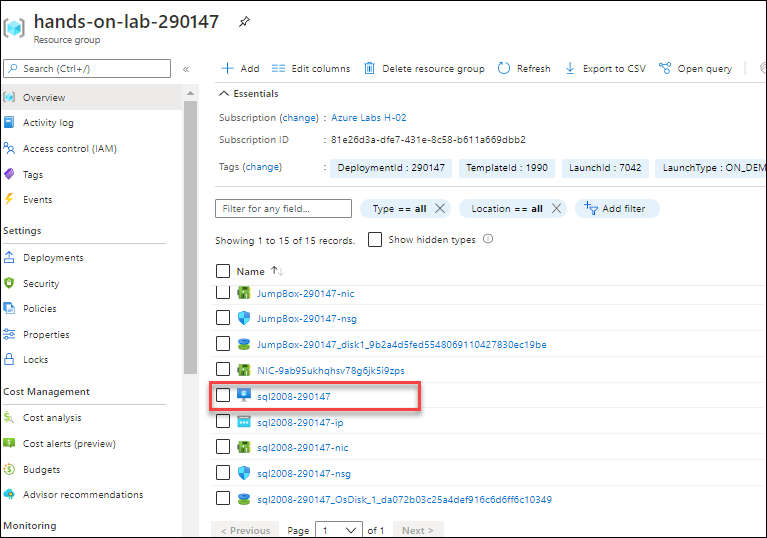 hands-on-lab-290147
Resource group
Search (Ctrl+/)
«
Overview
Activity log
Access control (IAM)
Tags
Events
Settings
Deployments
Security
Policies
Properties
Locks
Cost Management
Cost analysis
Cost alerts (preview)
Budgets
Advisor recommendations
Monitoring
Add Edit columns Delete resource group Refresh Export to CSV Open query
Essentials
Subscription (change) : Azure Labs H-02
Subscription ID : 81e26d3a-dfe7-431e-8c58-b611a669dbb2
Tags (change) : DeploymentId : 290147 TemplateId : 1990 LaunchId : 7042 LaunchType : ON_DEM
Filter for any field... Type == all Location == all Add filter
Showing 1 to 15 of 15 records. Show hidden types
Name ↑↓
JumpBox-290147-nic
JumpBox-290147-nsg
JumpBox-290147_disk1_9b2a4d5fed5548069110427830ec19be
NIC-9ab95ukhqhsv78g6jk5i9zps
sql2008-290147
sql2008-290147-ip
sql2008-290147-nic
sql2008-290147-nsg
sql2008-290147_OsDisk_1_da072b03c25a4def916c6d6ff6c10349
< Previous Page 1 of 1 Next >